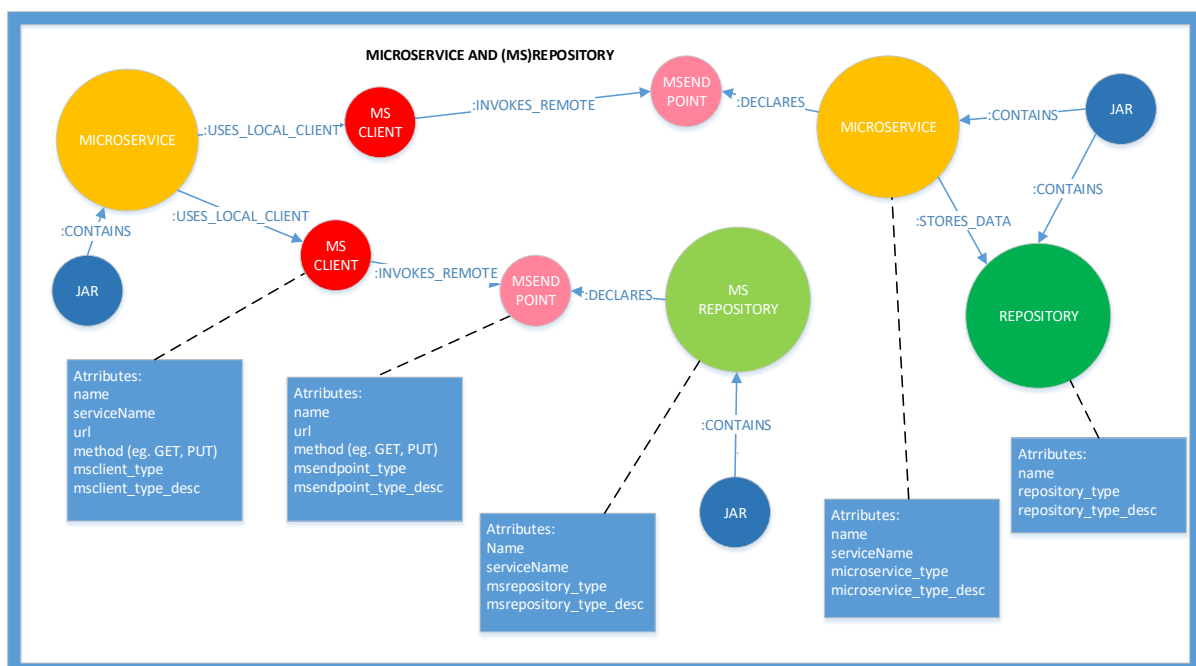 MICROSERVICE AND (MS)REPOSITORY
MICROSERVICE
:USES_LOCAL_CLIENT
MS
CLIENT
:INVOKES_REMOTE
MSEND
POINT
:DECLARES
MICROSERVICE
:CONTAINS
JAR
:CONTAINS
JAR
:USES_LOCAL_CLIENT
MS
CLIENT
:INVOKES_REMOTE
MSEND
POINT
:DECLARES
MS
REPOSITORY
:STORES_DATA
:CONTAINS
REPOSITORY
:CONTAINS
JAR
Atrributes:
name
serviceName
url
method (eg. GET, PUT)
msclient_type
msclient_type_desc
Atrributes:
name
url
method (eg. GET, PUT)
msendpoint_type
msendpoint_type_desc
Atrributes:
Name
serviceName
msrepository_type
msrepository_type_desc
Atrributes:
name
serviceName
microservice_type
microservice_type_desc
Atrributes:
name
repository_type
repository_type_desc